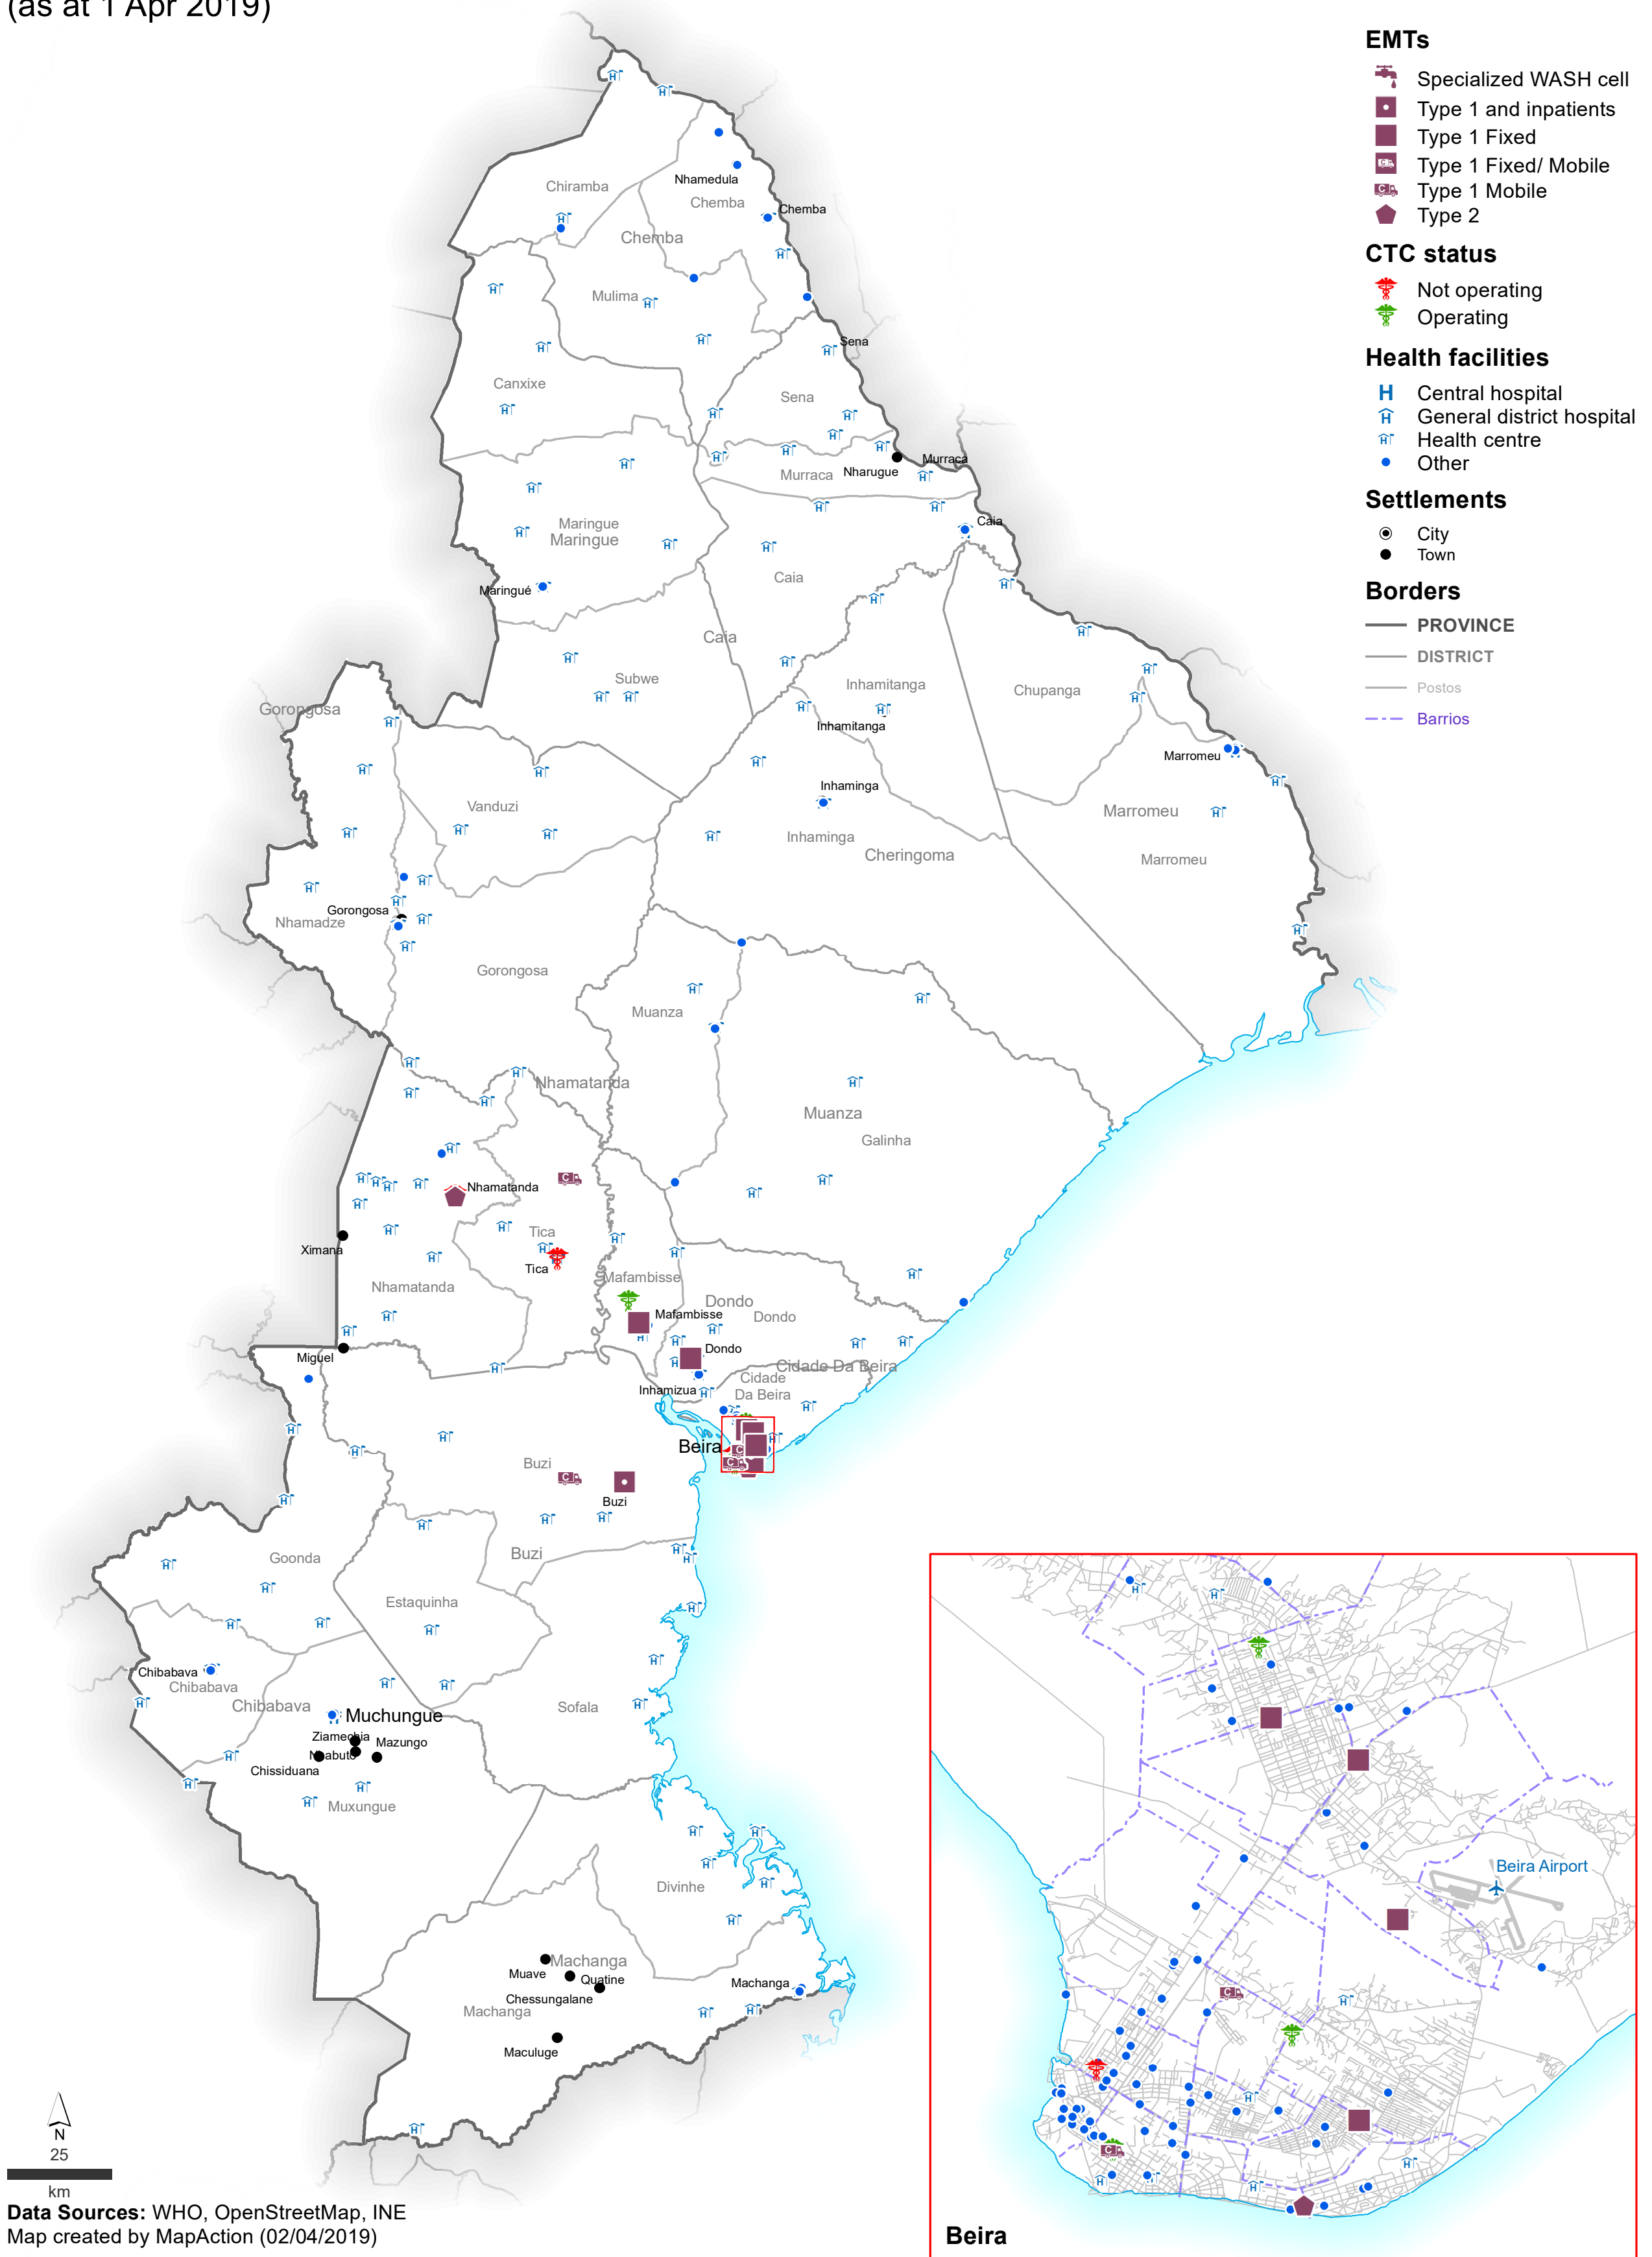 (as at 1 Apr 2019)
EMTs
Specialized WASH cell
Type 1 and inpatients
Type 1 Fixed
Type 1 Fixed/ Mobile
Type 1 Mobile
Type 2
CTC status
Not operating
Operating
Health facilities
Central hospital
General district hospital
Health centre
Other
Settlements
City
Town
Borders
PROVINCE
DISTRICT
Postos
Barrios
Chiramba
Nhamedula
Chemba
Chemba
Chemba
Mulima
Sena
Canxixe
Sena
Murraca
Murraca
Nharugue
Maringue
Maringue
Caia
Caia
Maringué
Caia
Subwe
Inhamitanga
Chupanga
Gorongosa
Inhamitanga
Marromeu
Inhaminga
Vanduzi
Marromeu
Inhaminga
Cheringoma
Marromeu
Gorongosa
Nhamadze
Gorongosa
Muanza
Nhamatanda
Muanza
Galinha
Nhamatanda
Tica
Ximana
Tica
Mafambisse
Nhamatanda
Dondo
Mafambisse
Dondo
Dondo
Miguel
Cidade Da Beira
Cidade
Da Beira
Inhamizua
Beira
Buzi
Buzi
Buzi
Goonda
Estaquinha
Chibabava
Chibabava
Chibabava
Sofala
Muchungue
Ziamechia
Mazungo
Nhabuto
Chissiduana
Muxungue
Divinhe
Machanga
Muave
Quatine
Machanga
Chessungalane
Machanga
Maculuge
Beira Airport
Beira
N
25
km
Data Sources: WHO, OpenStreetMap, INE
Map created by MapAction (02/04/2019)